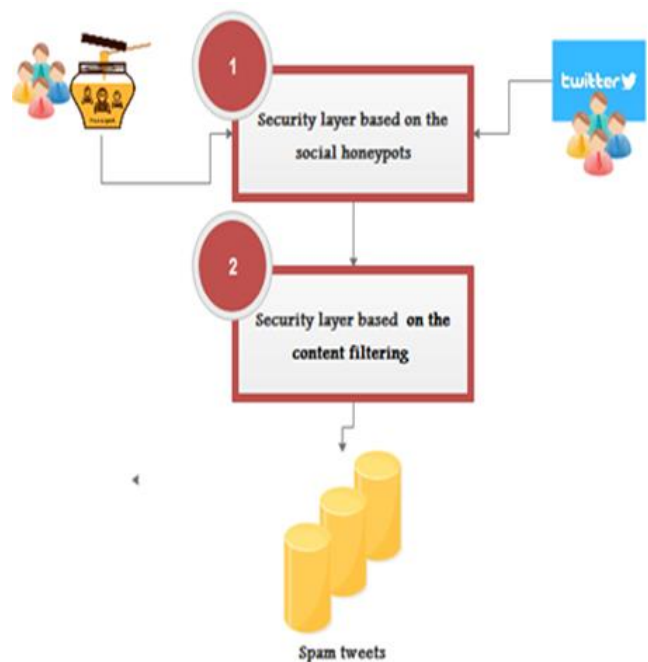 1
twitter
Security layer based on the
social honeypots
2
Security layer based on the
content filtering
Spam tweets